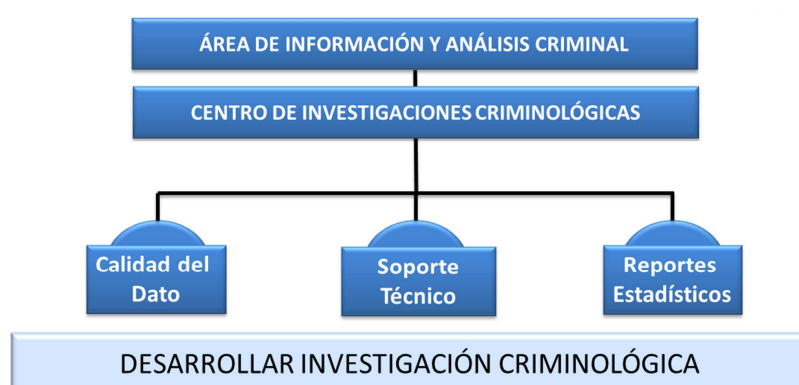 ÁREA DE INFORMACIÓN Y ANÁLISIS CRIMINAL
CENTRO DE INVESTIGACIONES CRIMINOLÓGICAS
Calidad del
Dato
Soporte
Técnico
Reportes
Estadísticos
DESARROLLAR INVESTIGACIÓN CRIMINOLÓGICA